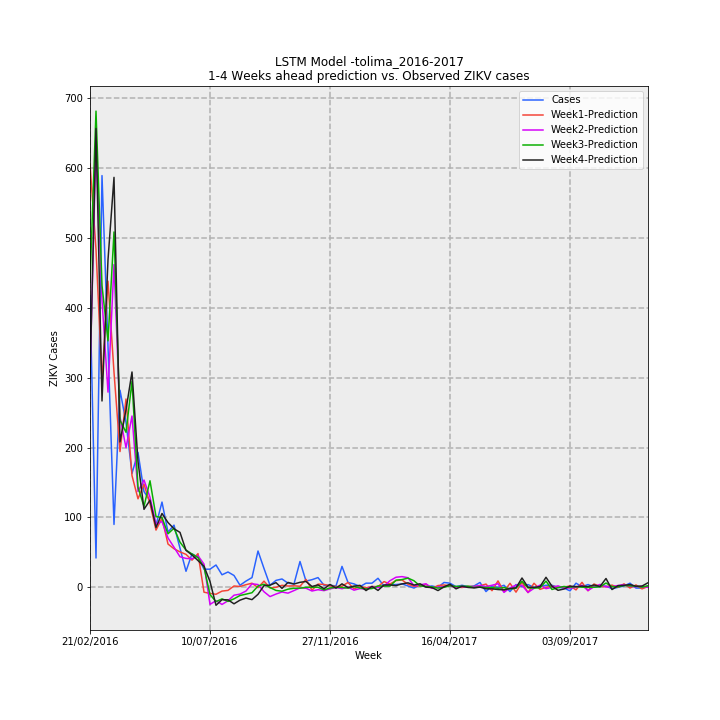 LSTM Model -tolima_2016-2017
1-4 Weeks ahead prediction vs. Observed ZIKV cases
Cases
Week1-Prediction
Week2-Prediction
Week3-Prediction
Week4-Prediction
700
600
500
400
300
200
100
0
ZIKV Cases
21/02/2016
10/07/2016
27/11/2016
16/04/2017
03/09/2017
Week